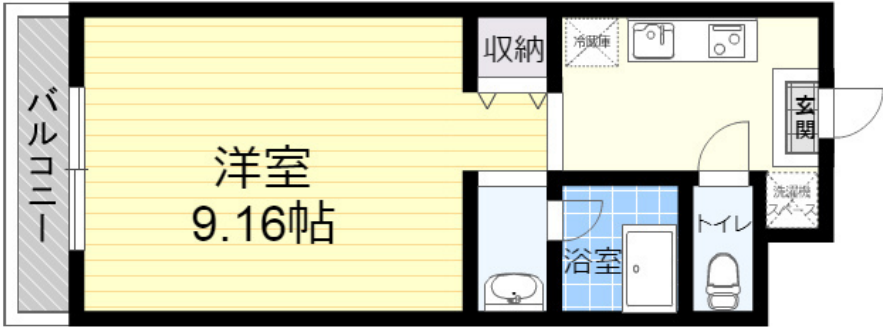 バルコニー
洋室
9.16帖
収納
冷蔵庫
玄関
洗濯機
スペース
トイレ
浴室